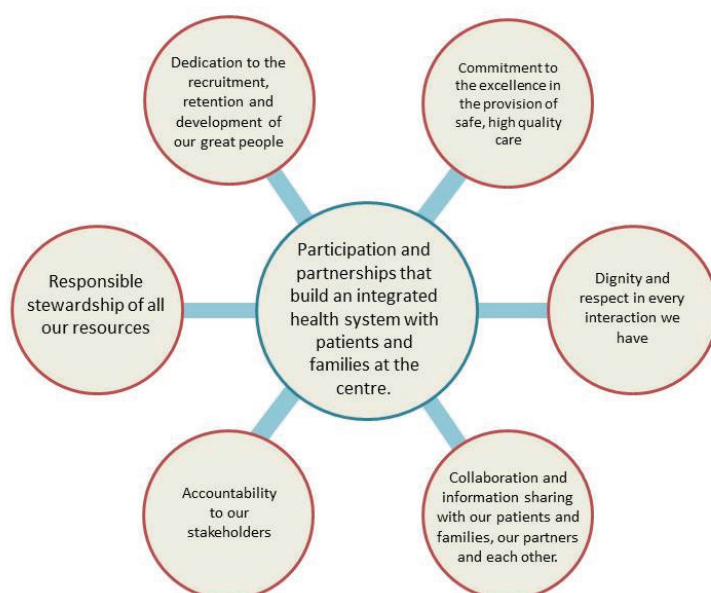 Dedication to the
recruitment,
retention and
development of
our great people
Commitment to
the excellence in
the provision of
safe, high quality
care
Participation and
partnerships that
build an integrated
health system with
patients and
families at the
centre.
Responsible
stewardship of all
our resources
Dignity and
respect in every
interaction we
have
Accountability
to our
stakeholders
Collaboration and
information sharing
with our patients and
families, our partners
and each other.